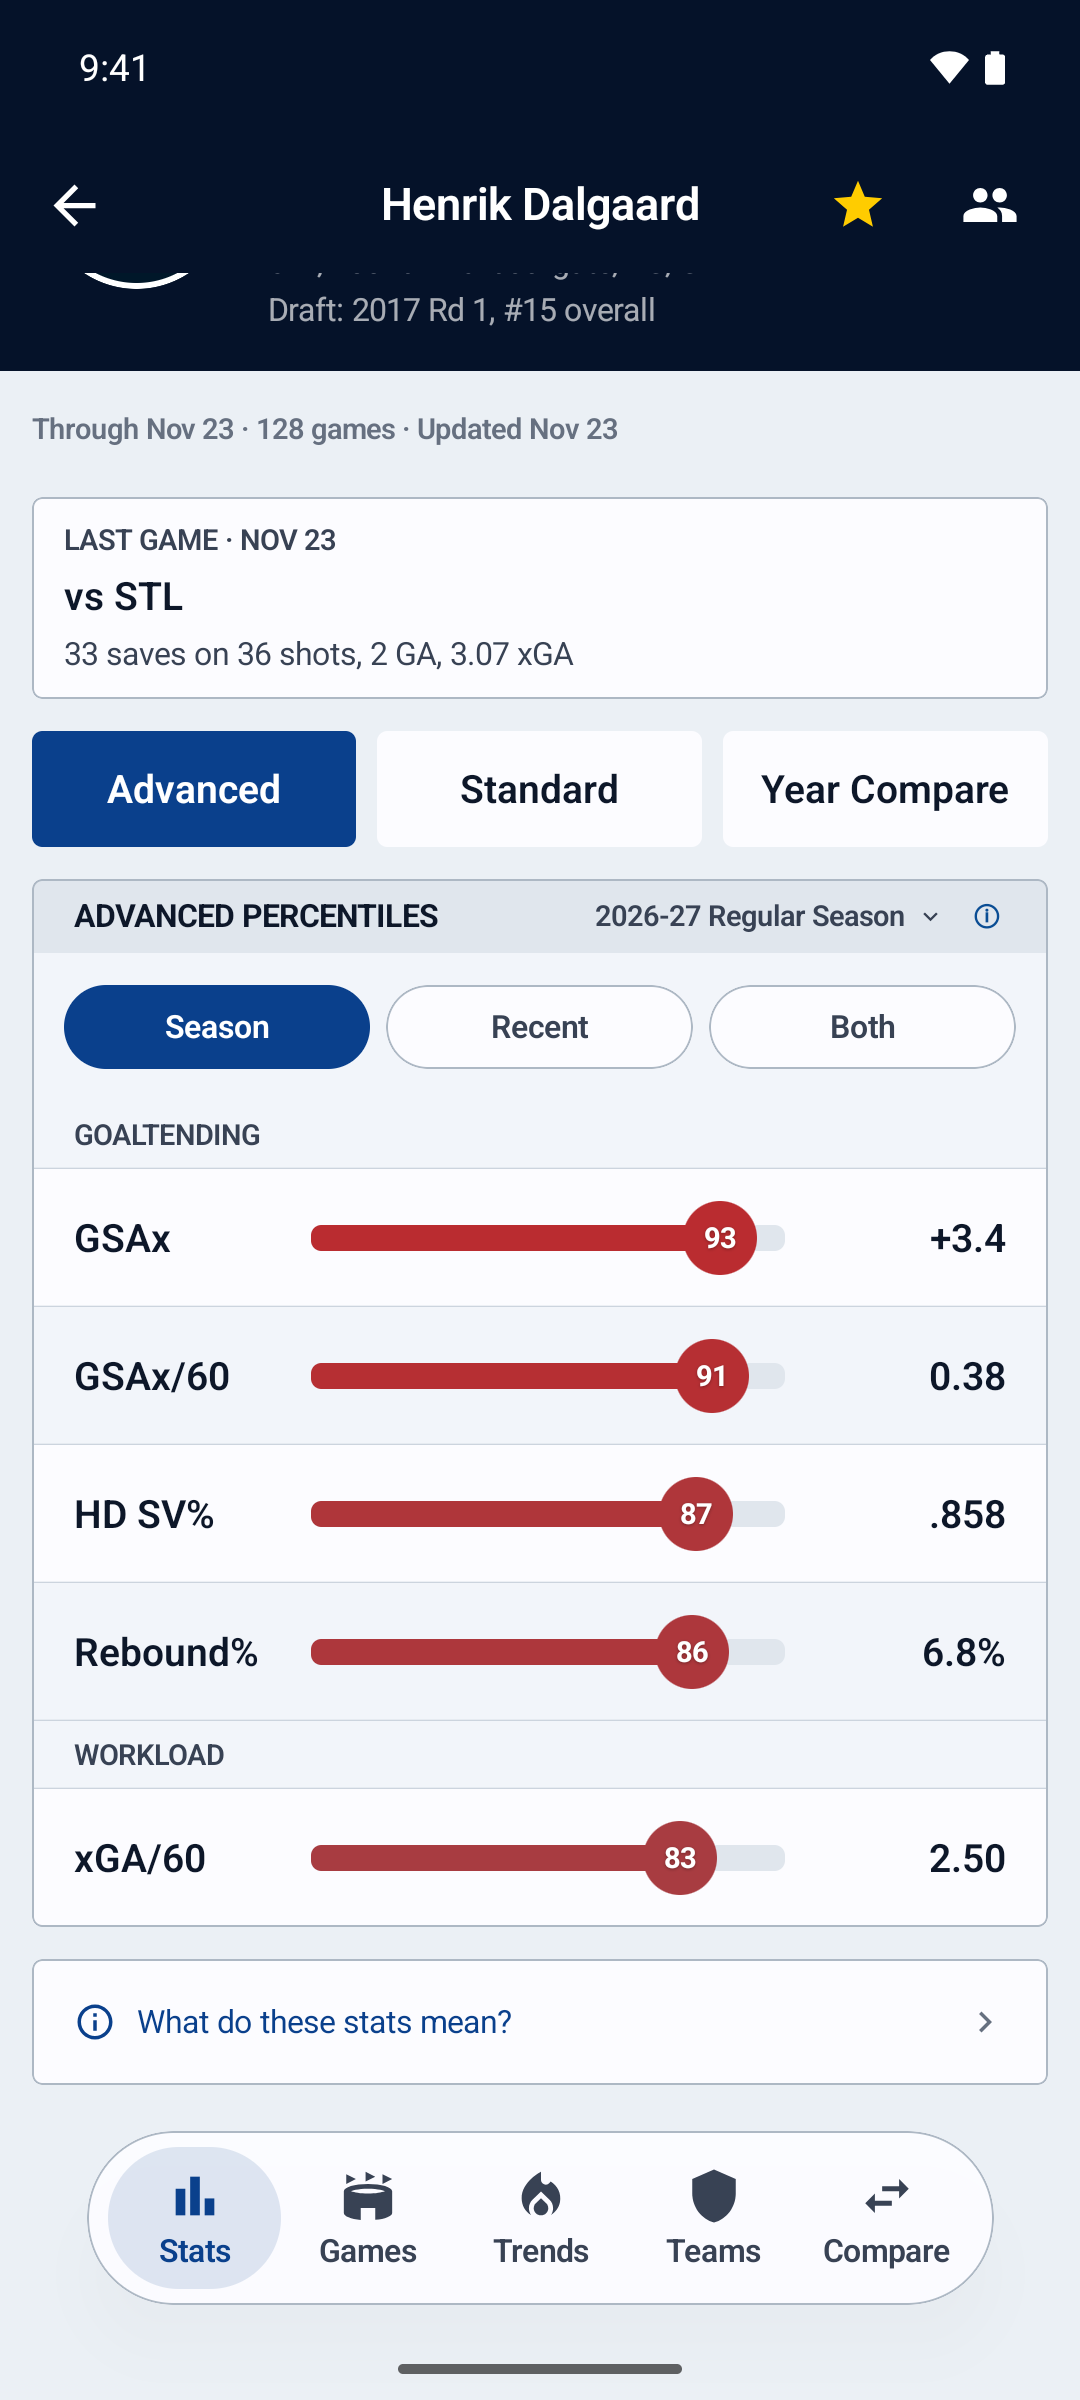 9:41
Henrik Dalgaard
Draft: 2017 Rd 1, #15 overall
Through Nov 23 · 128 games · Updated Nov 23
LAST GAME · NOV 23
vs STL
33 saves on 36 shots, 2 GA, 3.07 xGA
Advanced
Standard
Year Compare
ADVANCED PERCENTILES
2026-27 Regular Season
Season
Recent
Both
GOALTENDING
GSAx 93 +3.4
GSAx/60 91 0.38
HD SV% 87 .858
Rebound% 86 6.8%
WORKLOAD
xGA/60 83 2.50
What do these stats mean?
Stats
Games
Trends
Teams
Compare